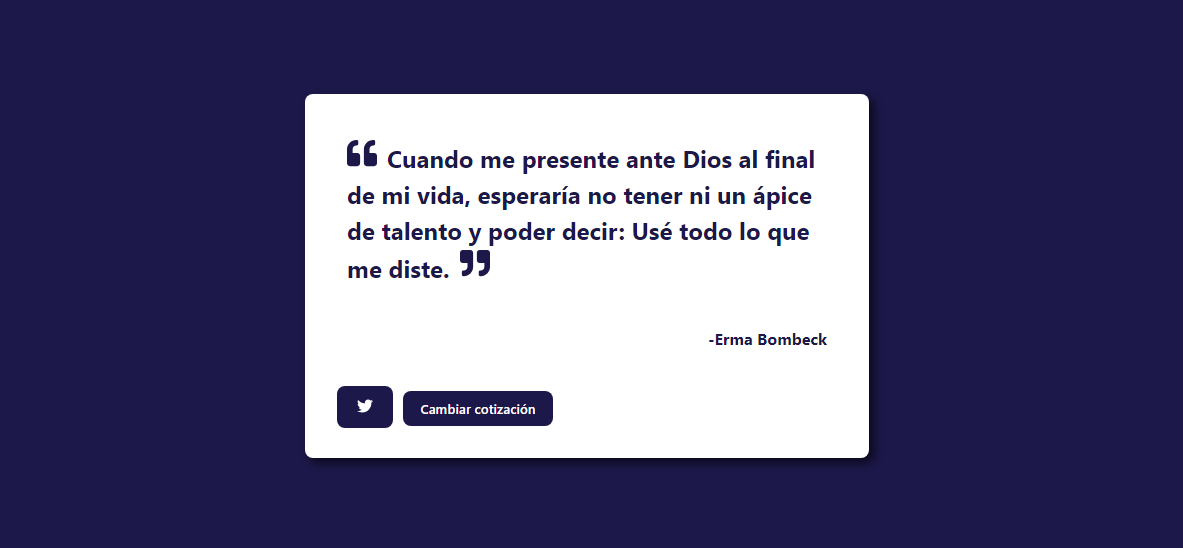 ❝ Cuando me presente ante Dios al final
de mi vida, esperaría no tener ni un ápice
de talento y poder decir: Usé todo lo que
me diste. ❞
-Erma Bombeck
Cambiar cotización